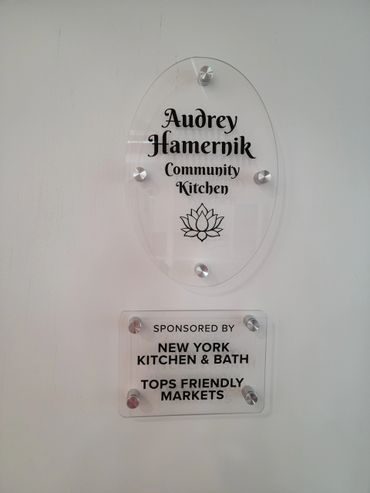 Audrey
Hamernik
Community
Kitchen
SPONSORED BY
NEW YORK
KITCHEN & BATH
TOPS FRIENDLY
MARKETS